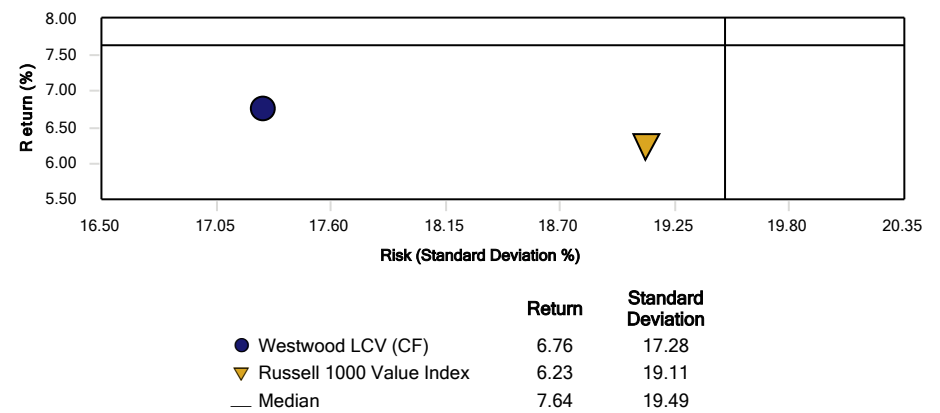 8.00
7.50
7.00
6.50
6.00
5.50
Return (%)
16.50 17.05 17.60 18.15 18.70 19.25 19.80 20.35
Risk (Standard Deviation %)
Return Standard Deviation
Westwood LCV (CF) 6.76 17.28
Russell 1000 Value Index 6.23 19.11
Median 7.64 19.49